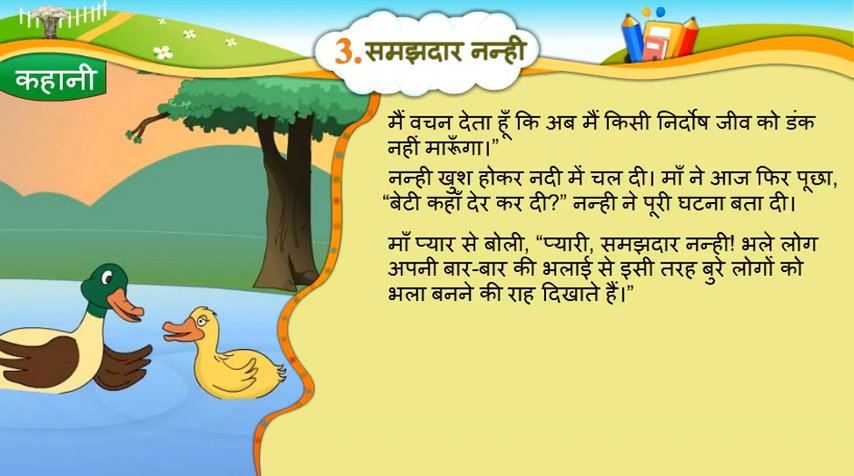 3. समझदार नन्ही
कहानी
मैं वचन देता हूँ कि अब मैं किसी निर्दोष जीव को डंक
नहीं मारूँगा।”
नन्ही खुश होकर नदी में चल दी। माँ ने आज फिर पूछा,
“बेटी कहाँ देर कर दी?” नन्ही ने पूरी घटना बता दी।
माँ प्यार से बोली, “प्यारी, समझदार नन्ही! भले लोग
अपनी बार-बार की भलाई से इसी तरह बुरे लोगों को
भला बनने की राह दिखाते हैं।”